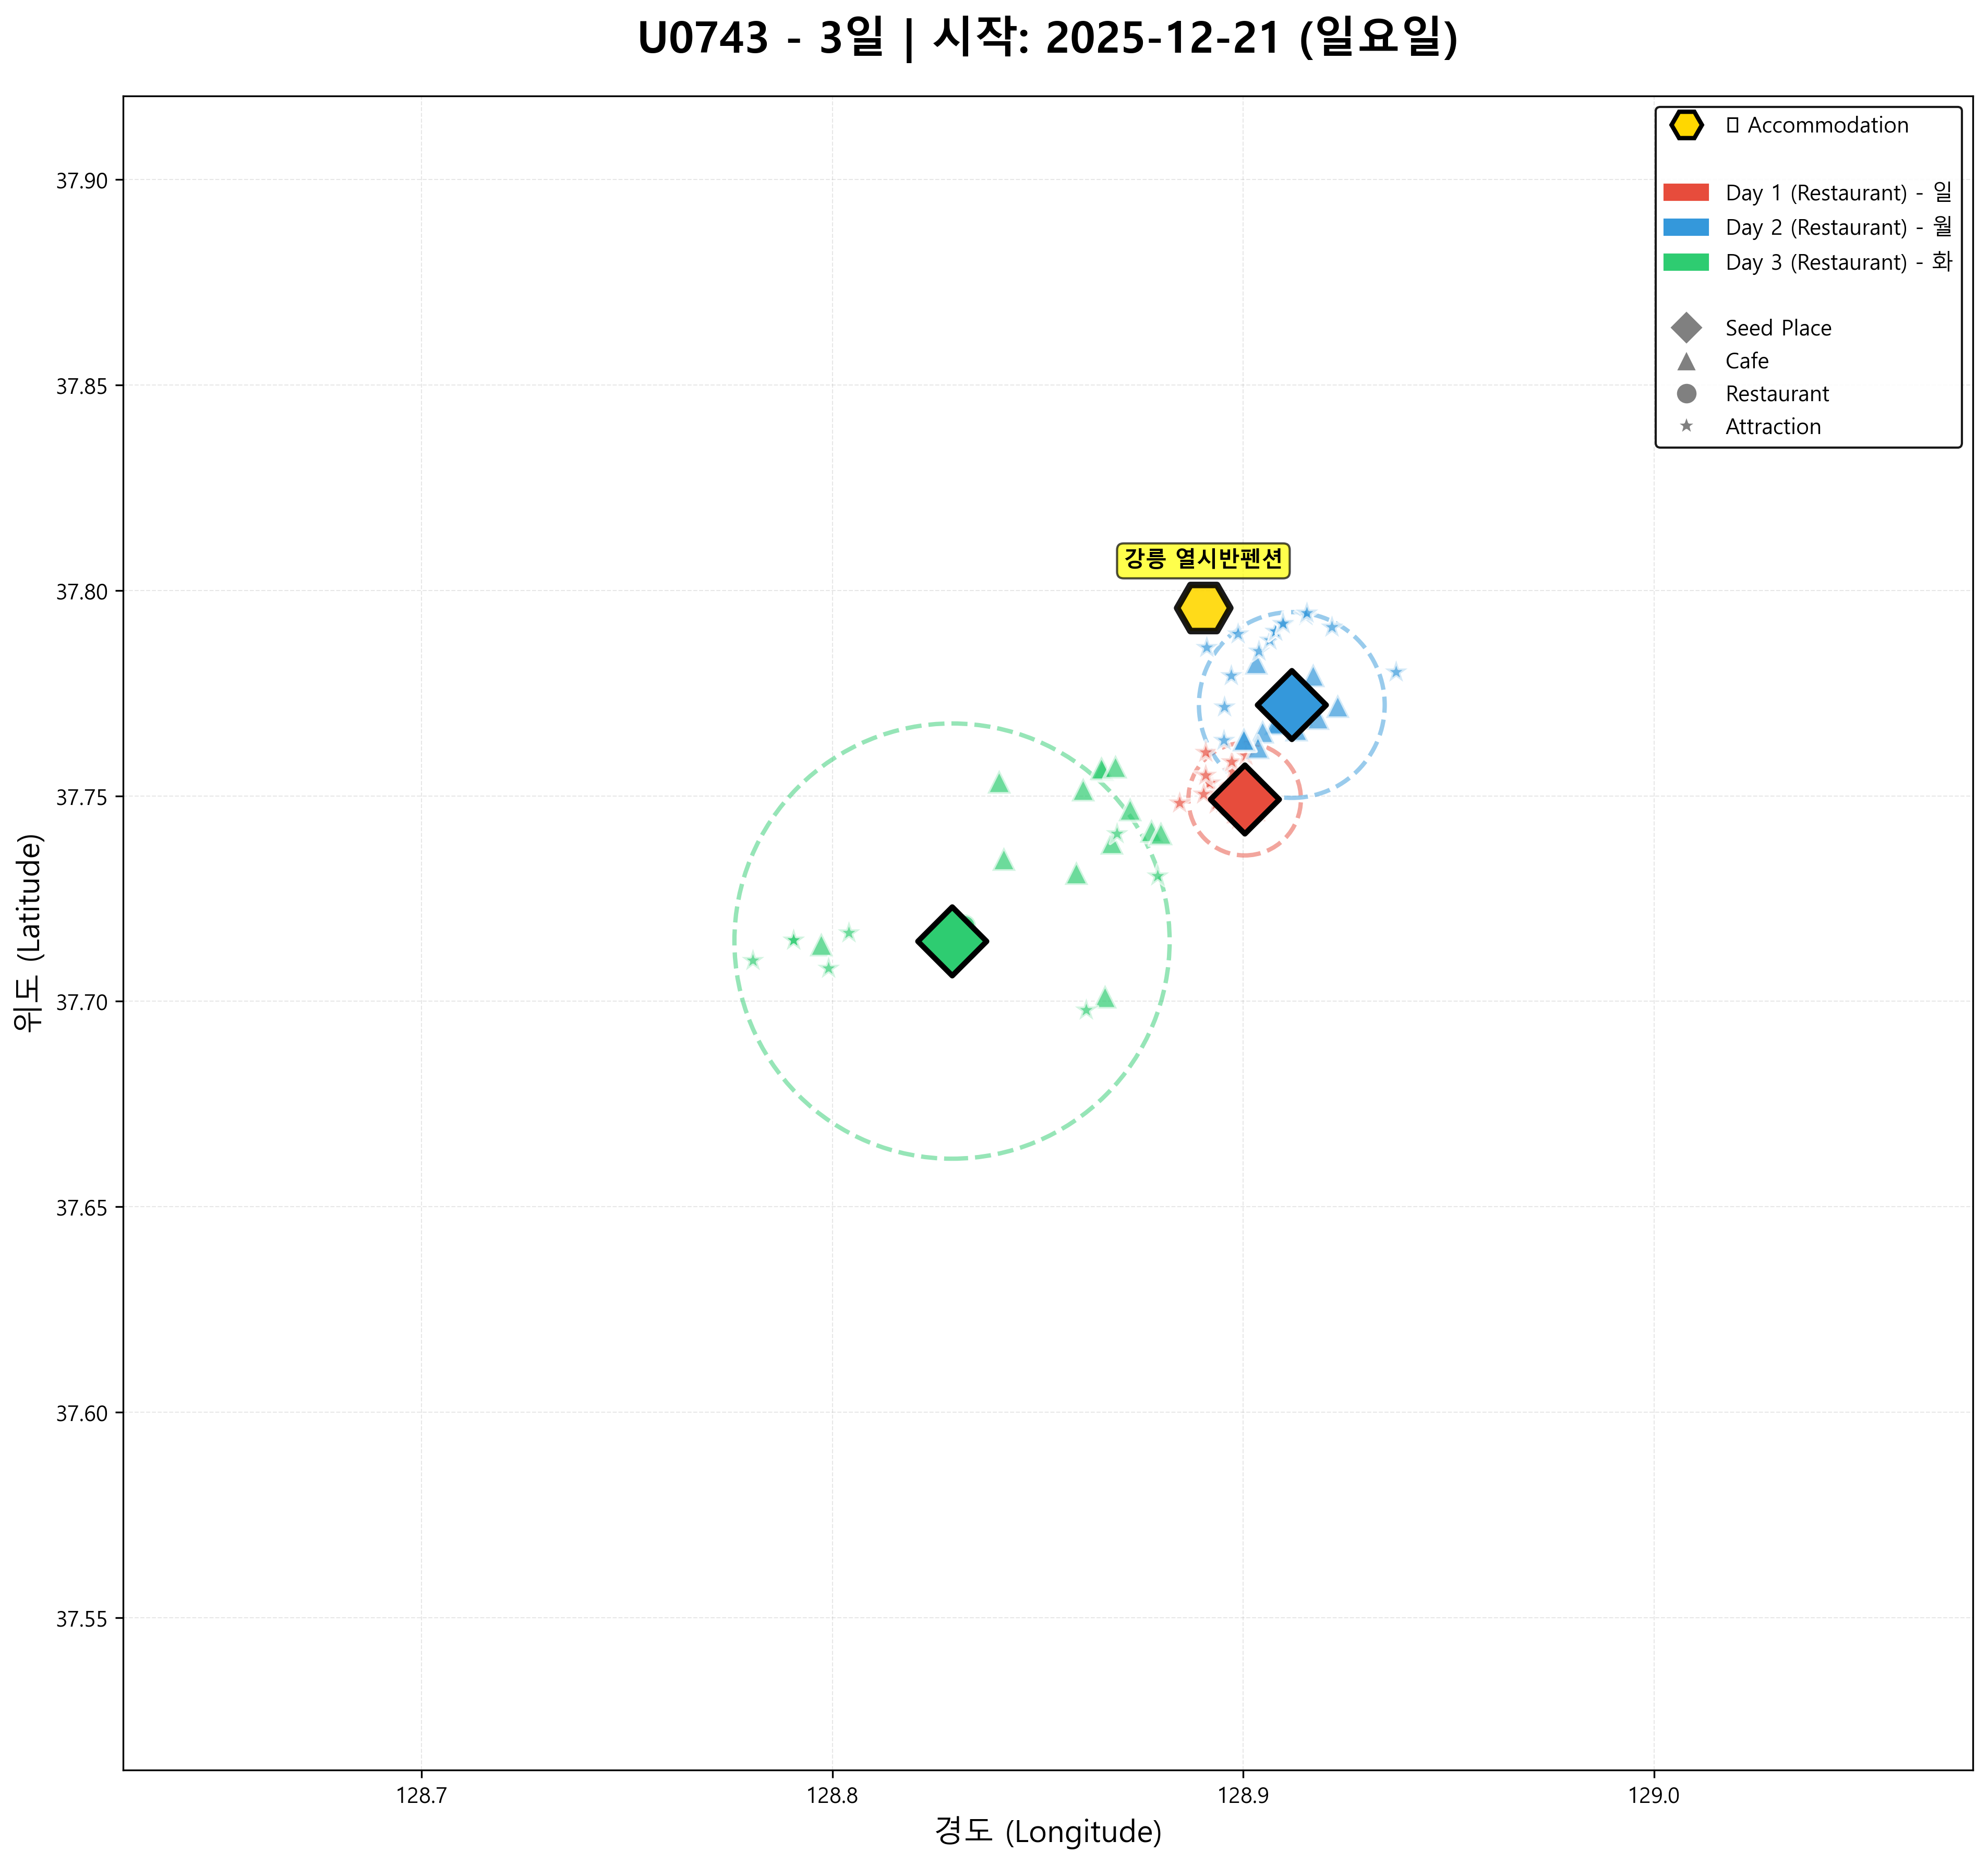 U0743 - 3일 | 시작: 2025-12-21 (일요일)
Accommodation
Day 1 (Restaurant) - 일
Day 2 (Restaurant) - 월
Day 3 (Restaurant) - 화
Seed Place
Cafe
Restaurant
Attraction
강릉 열시반펜션
37.90
37.85
37.80
37.75
37.70
37.65
37.60
37.55
위도 (Latitude)
128.7
128.8
128.9
129.0
경도 (Longitude)